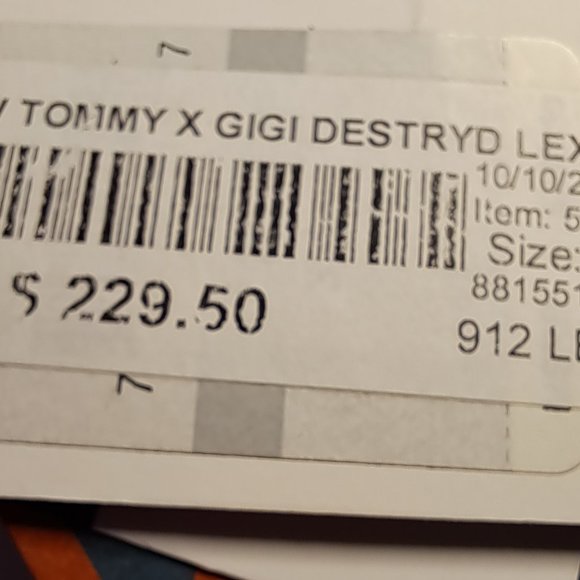 7
TOMMY X GIGI DESTRYD LEX
10/10/2
Item: 5
Size:
$ 229.50
881551
912 LE
7